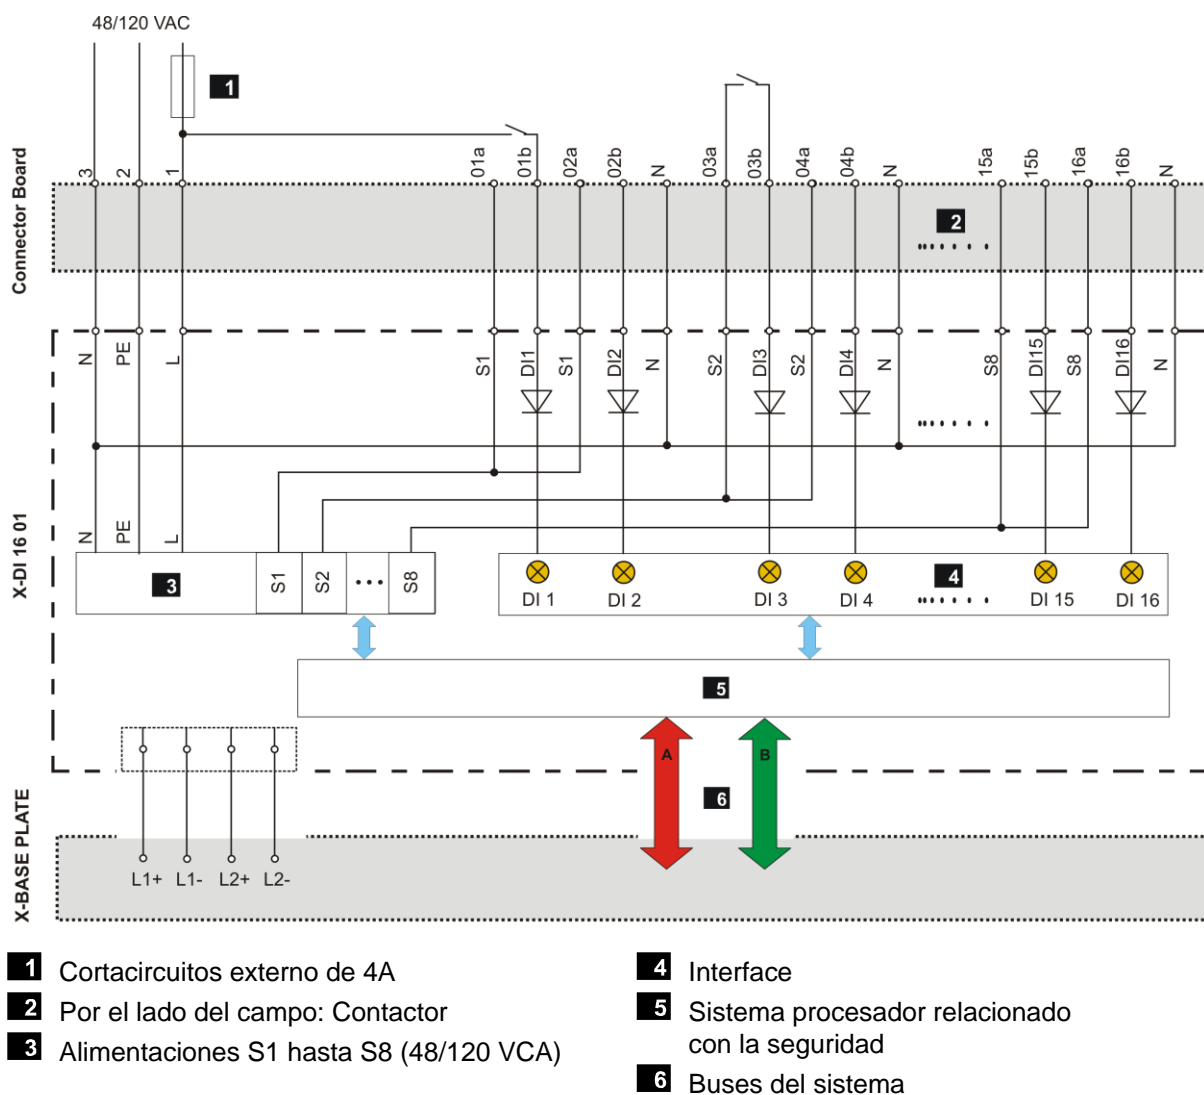 48/120 VAC
1
Connector Board
3
2
1
01a
01b
02a
02b
N
03a
03b
04a
04b
N
15a
15b
16a
16b
N
2
X-DI 16 01
N
PE
L
S1
DI1
S1
DI2
N
S2
DI3
S2
DI4
N
S8
DI15
S8
DI16
N
N
PE
L
3
S1
S2
S8
DI 1
DI 2
DI 3
DI 4
4
DI 15
DI 16
5
A
B
6
X-BASE PLATE
L1+
L1-
L2+
L2-
1 Cortacircuitos externo de 4A
2 Por el lado del campo: Contactor
3 Alimentaciones S1 hasta S8 (48/120 VCA)
4 Interface
5 Sistema procesador relacionado
con la seguridad
6 Buses del sistema